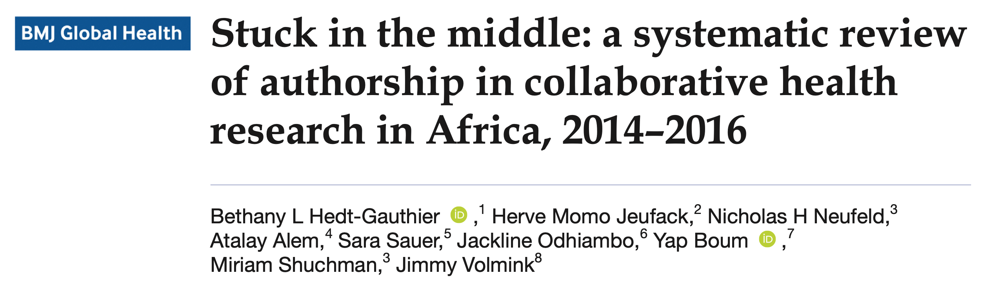 BMJ Global Health
Stuck in the middle: a systematic review
of authorship in collaborative health
research in Africa, 2014–2016
Bethany L Hedt-Gauthier iD ,1 Herve Momo Jeufack,2 Nicholas H Neufeld,3
Atalay Alem,4 Sara Sauer,5 Jackline Odhiambo,6 Yap Boum iD ,7
Miriam Shuchman,3 Jimmy Volmink8